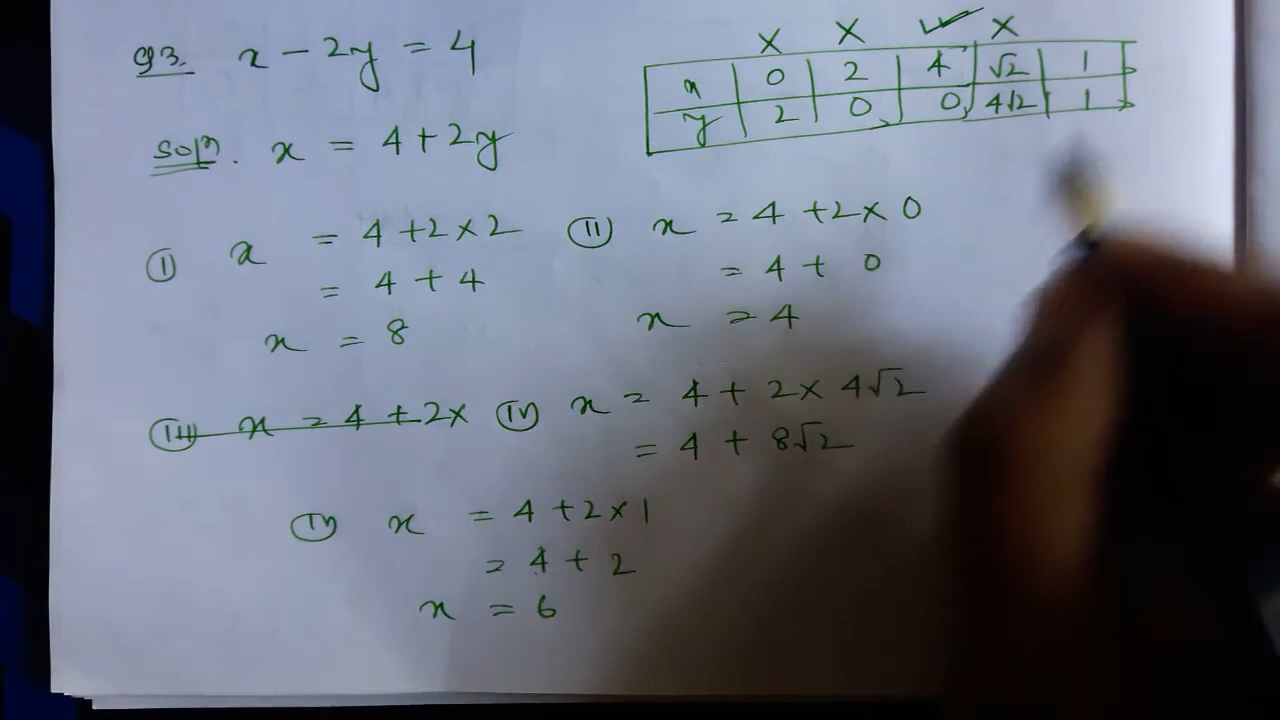 Q3. x - 2y = 4
Soln. x = 4 + 2y
X X ✓ X
x 0 2 4 √2 1
y 2 0 0, 4√2 1
(i) x = 4 + 2 × 2
= 4 + 4
x = 8
(ii) x = 4 + 2 × 0
= 4 + 0
x = 4
(iii) x = 4 + 2 ×
(iv) x = 4 + 2 × 4√2
= 4 + 8√2
(iv) x = 4 + 2 × 1
= 4 + 2
x = 6